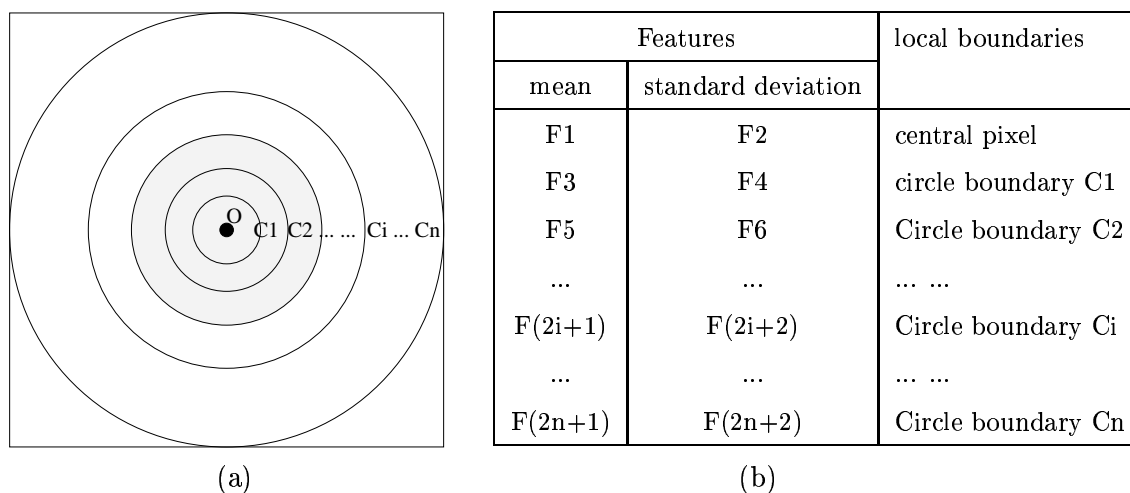 O
C1 C2 ... ... Ci ... Cn
(a)
Features local boundaries
mean standard deviation
F1 F2 central pixel
F3 F4 circle boundary C1
F5 F6 Circle boundary C2
... ... ... ...
F(2i+1) F(2i+2) Circle boundary Ci
... ... ... ...
F(2n+1) F(2n+2) Circle boundary Cn
(b)